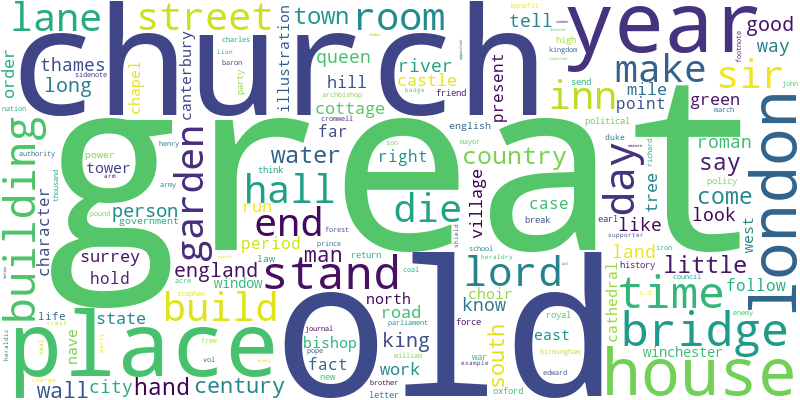 church
year
great
old
place
london
house
lane
street
town
room
tell
good
way
make
sir
inn
mile
point
green
present
queen
river
castle
hill
cottage
far
friend
thames
long
chapel
canterbury
illustration
order
nation
sidenote
charles
lion
baron
party
archbishop
cromwell
benefit
high
kingdom
footnote
send
john
political
march
duke
english
mayor
son
building
authority
power
tower
arm
henry
army
garden
water
think
right
country
roman
say
day
tree
policy
richard
thousand
person
government
character
pound
hall
die
case
break
village
earl
like
come
look
west
supporter
run
end
period
surrey
hold
england
man
law
forest
prince
return
shield
school
heraldry
land
history
iron
council
little
cathedral
window
stand
lord
north
road
coal
choir
know
time
follow
enemy
life
state
build
stephen
acre
parliament
force
south
east
royal
birmingham
bridge
winchester
heraldic
crest
nave
free
vol
journal
bishop
pope
king
fact
new
work
william
war
example
edward
wall
city
hand
century
brother
letter
oxford
charge
badge
a.d